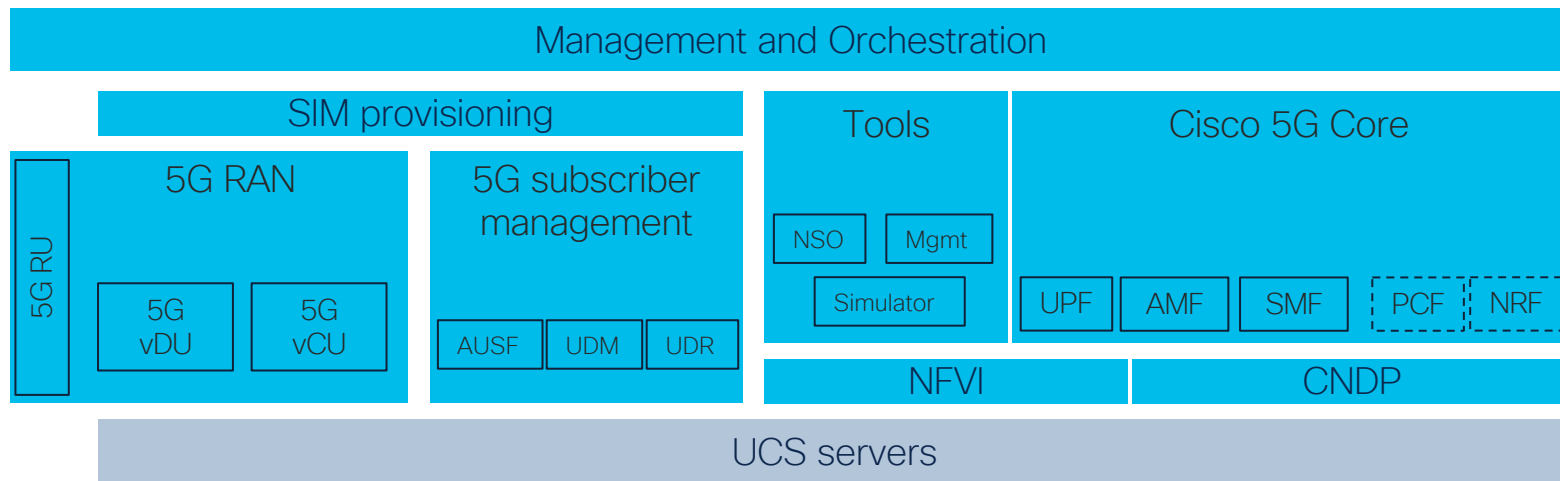 Management and Orchestration
SIM provisioning
Tools
Cisco 5G Core
5G RAN
5G subscriber
management
5G RU
5G
vDU
5G
vCU
AUSF
UDM
UDR
NSO
Mgmt
Simulator
UPF
AMF
SMF
PCF
NRF
NFVI
CNDP
UCS servers